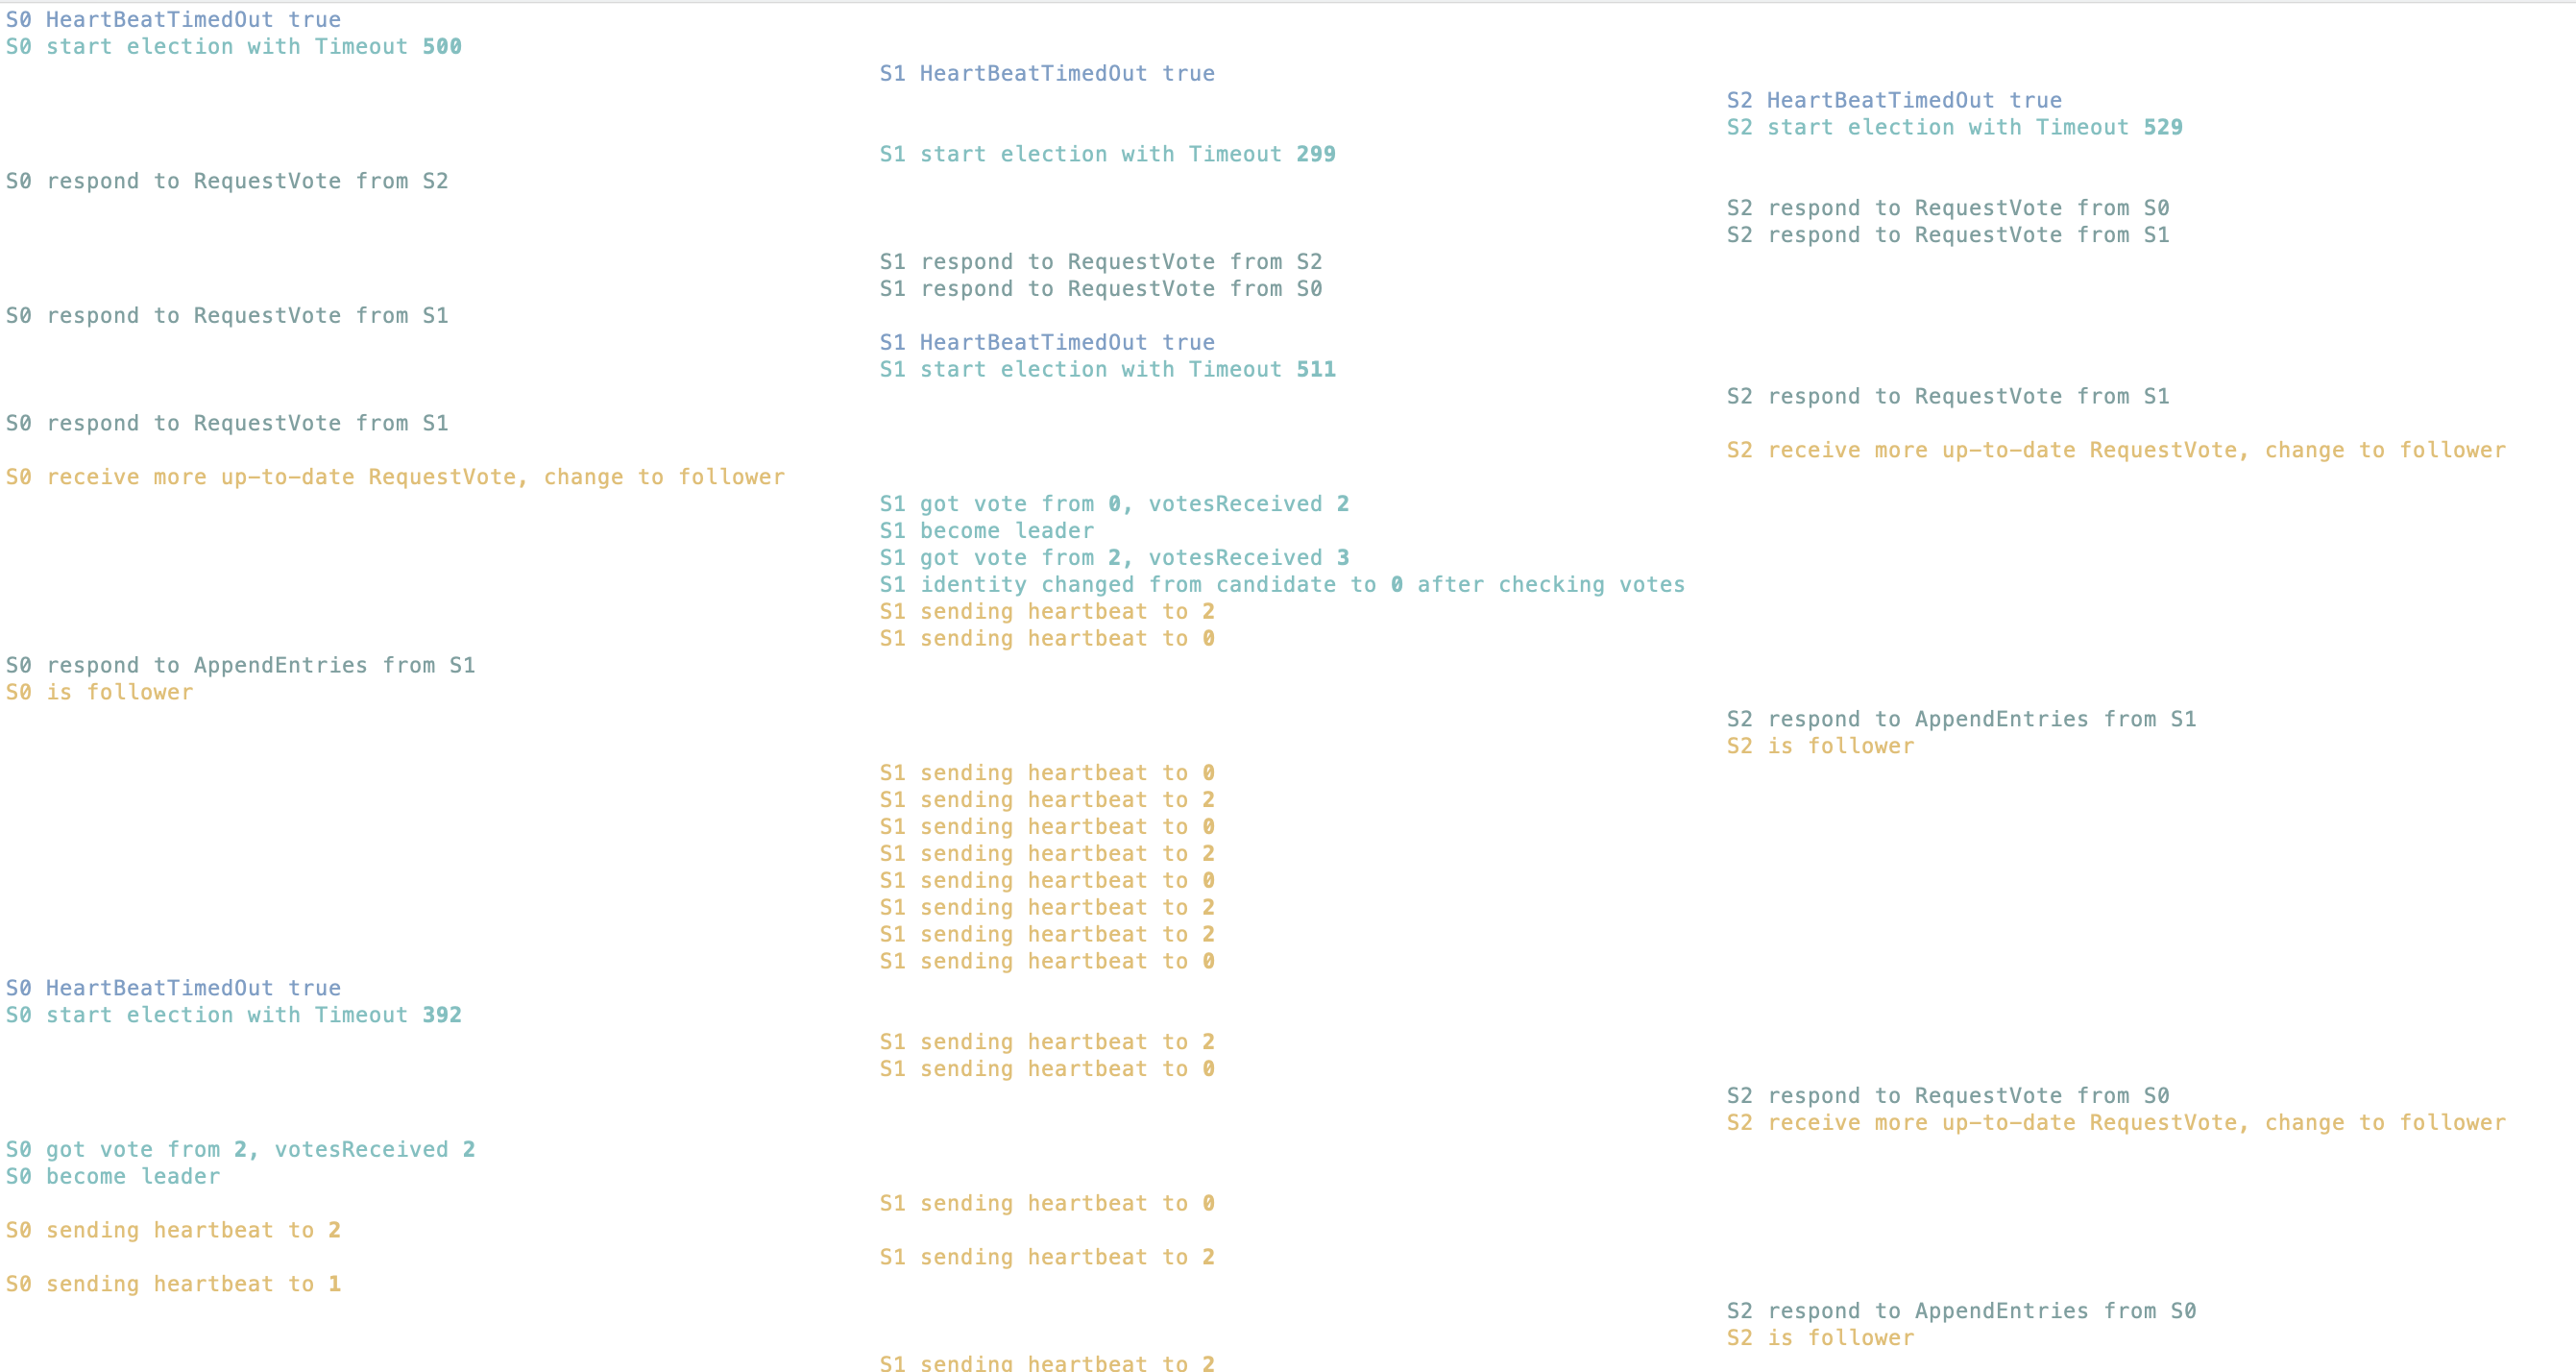 S0 HeartBeatTimedOut true
S0 start election with Timeout 500
S1 HeartBeatTimedOut true
S2 HeartBeatTimedOut true
S2 start election with Timeout 529
S1 start election with Timeout 299
S0 respond to RequestVote from S2
S2 respond to RequestVote from S0
S2 respond to RequestVote from S1
S1 respond to RequestVote from S2
S1 respond to RequestVote from S0
S0 respond to RequestVote from S1
S1 HeartBeatTimedOut true
S1 start election with Timeout 511
S2 respond to RequestVote from S1
S0 respond to RequestVote from S1
S2 receive more up-to-date RequestVote, change to follower
S0 receive more up-to-date RequestVote, change to follower
S1 got vote from 0, votesReceived 2
S1 become leader
S1 got vote from 2, votesReceived 3
S1 identity changed from candidate to 0 after checking votes
S1 sending heartbeat to 2
S1 sending heartbeat to 0
S0 respond to AppendEntries from S1
S0 is follower
S2 respond to AppendEntries from S1
S2 is follower
S1 sending heartbeat to 0
S1 sending heartbeat to 2
S1 sending heartbeat to 0
S1 sending heartbeat to 2
S1 sending heartbeat to 0
S1 sending heartbeat to 2
S1 sending heartbeat to 2
S1 sending heartbeat to 0
S0 HeartBeatTimedOut true
S0 start election with Timeout 392
S1 sending heartbeat to 2
S1 sending heartbeat to 0
S2 respond to RequestVote from S0
S2 receive more up-to-date RequestVote, change to follower
S0 got vote from 2, votesReceived 2
S0 become leader
S1 sending heartbeat to 0
S0 sending heartbeat to 2
S1 sending heartbeat to 2
S0 sending heartbeat to 1
S2 respond to AppendEntries from S0
S2 is follower
S1 sending heartbeat to 2